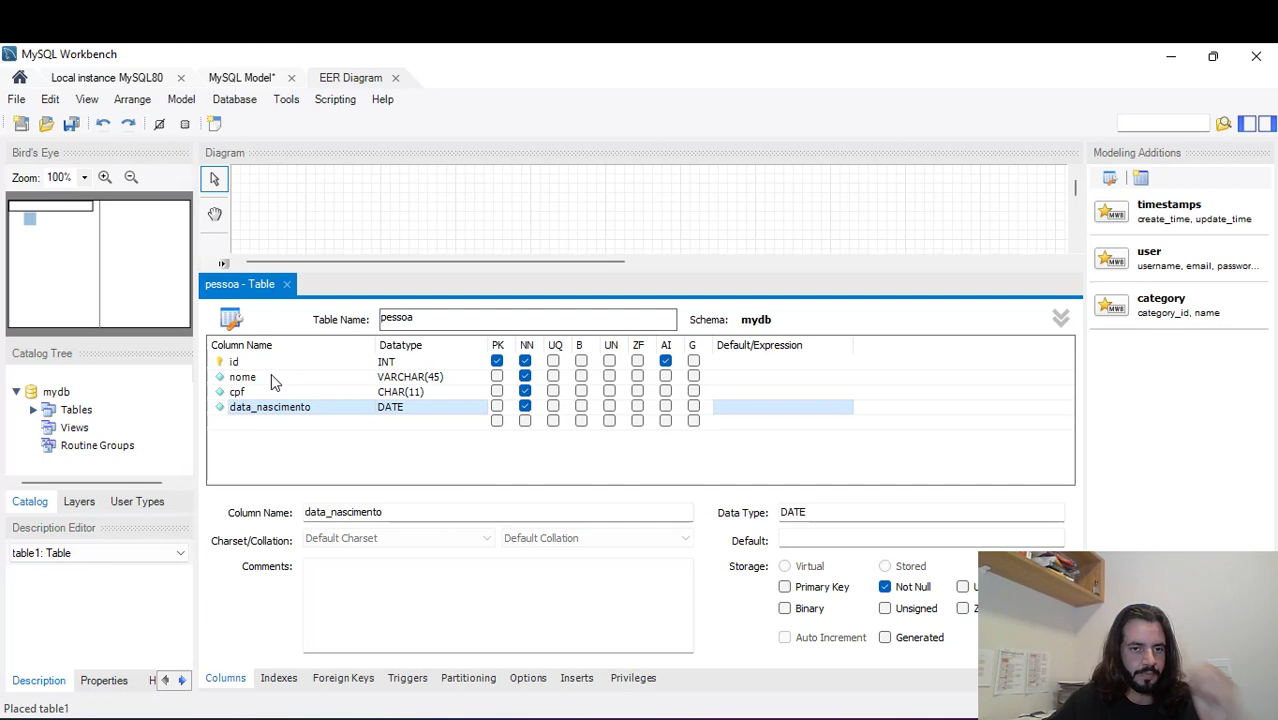 MySQL Workbench
Local instance MySQL80 MySQL Model* EER Diagram
File Edit View Arrange Model Database Tools Scripting Help
Bird's Eye
Zoom: 100%
Diagram
Modeling Additions
timestamps
create_time, update_time
user
username, email, passwor...
category
category_id, name
pessoa - Table
Table Name: pessoa Schema: mydb
Column Name Datatype PK NN UQ B UN ZF AI G Default/Expression
id INT
nome VARCHAR(45)
cpf CHAR(11)
data_nascimento DATE
Catalog Tree
mydb
Tables
Views
Routine Groups
Catalog Layers User Types
Description Editor
table1: Table
Column Name: data_nascimento Data Type: DATE
Charset/Collation: Default Charset Default Collation Default:
Comments: Storage: Virtual Stored
Primary Key Not Null U
Binary Unsigned Z
Auto Increment Generated
Description Properties H
Columns Indexes Foreign Keys Triggers Partitioning Options Inserts Privileges
Placed table1